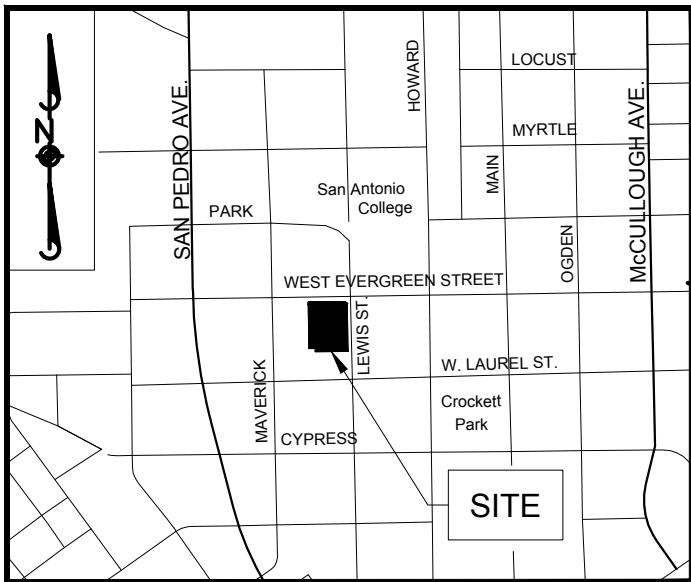 LOCUST
HOWARD
MYRTLE
N
SAN PEDRO AVE.
McCULLOUGH AVE.
MAIN
San Antonio
College
PARK
OGDEN
WEST EVERGREEN STREET
LEWIS ST.
W. LAUREL ST.
MAVERICK
Crockett
Park
CYPRESS
SITE